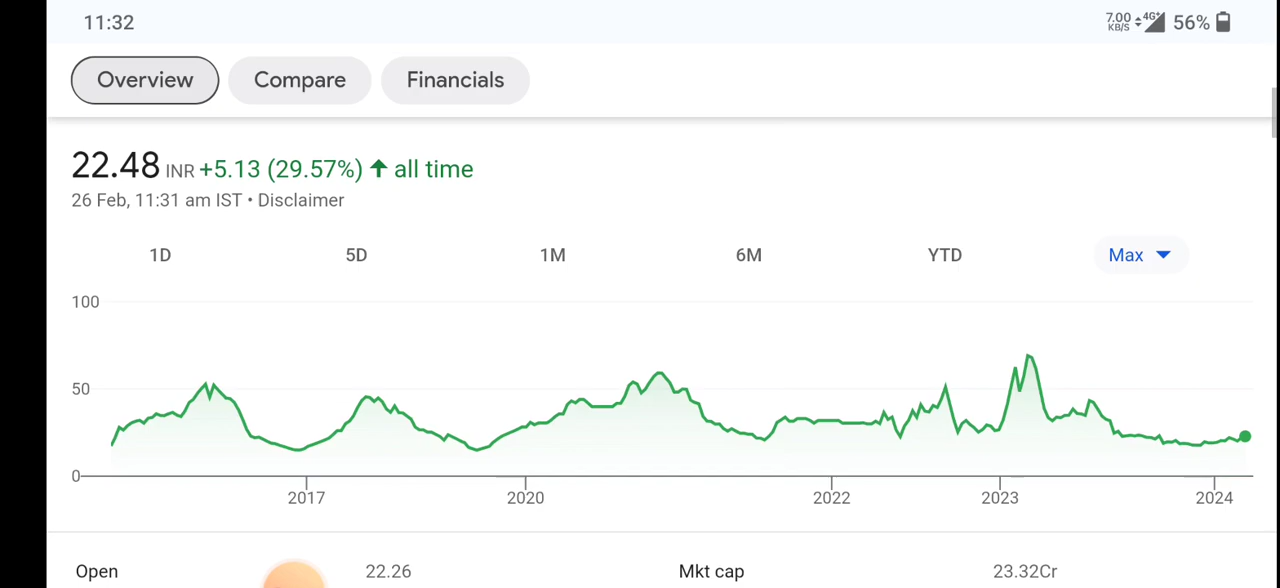 11:32 7.00 KB/S 4G+ 56%
Overview Compare Financials
22.48 INR +5.13 (29.57%) ↑ all time
26 Feb, 11:31 am IST • Disclaimer
1D 5D 1M 6M YTD Max
100
50
0
2017 2020 2022 2023 2024
Open 22.26 Mkt cap 23.32Cr